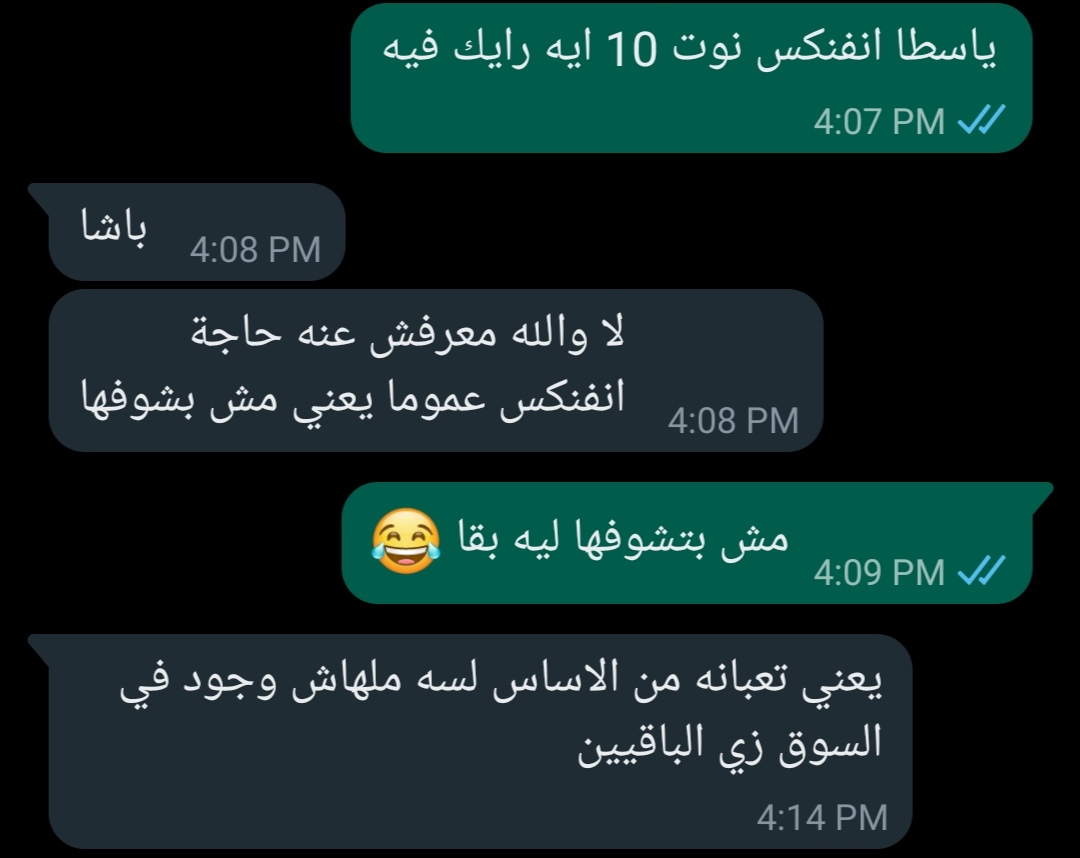 ياسطا انفنكس نوت 10 ايه رايك فيه
4:07 PM
باشا
4:08 PM
لا والله معرفش عنه حاجة
انفنكس عموما يعني مش بشوفها
4:08 PM
مش بتشوفها ليه بقا 😂
4:09 PM
يعني تعبانه من الاساس لسه ملهاش وجود في
السوق زي الباقيين
4:14 PM